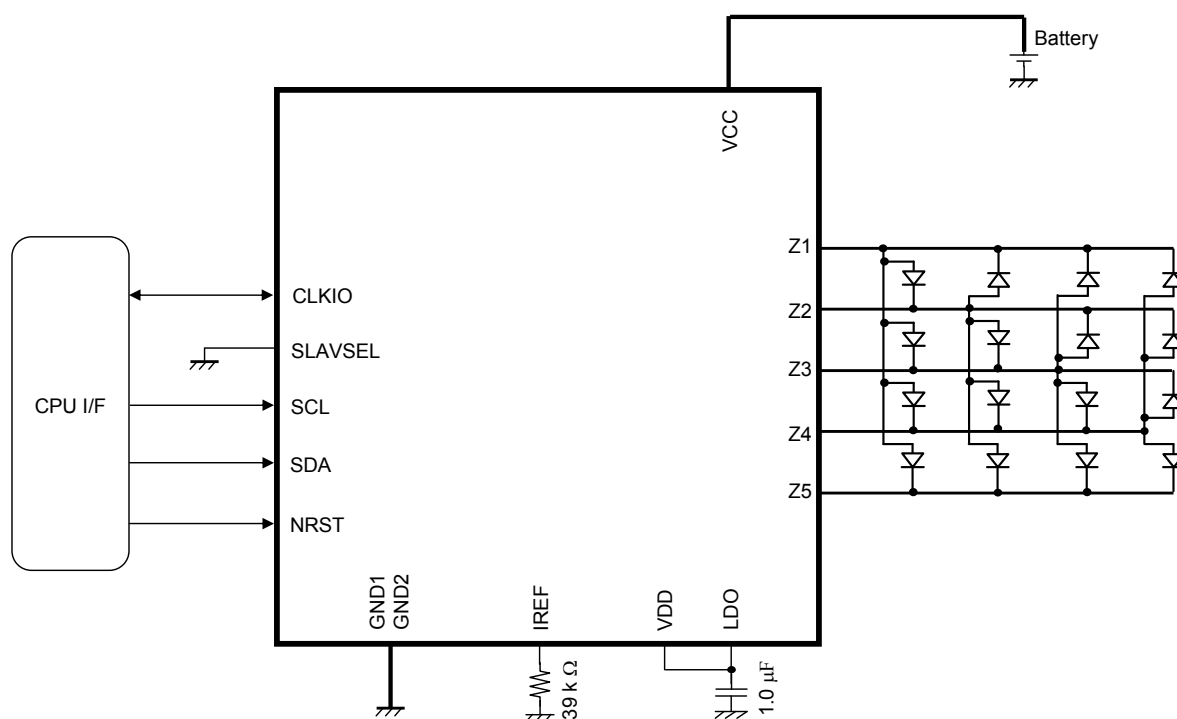 Battery
VCC
Z1
CLKIO
Z2
SLAVSEL
Z3
CPU I/F
SCL
Z4
SDA
Z5
NRST
GND1
GND2
IREF
VDD
LDO
39 k Ω
1.0 µF